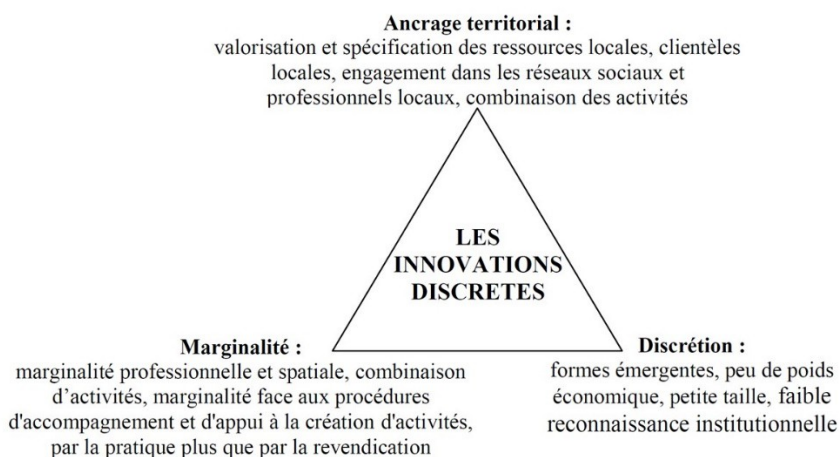 Ancrage territorial :
valorisation et spécification des ressources locales, clientèles
locales, engagement dans les réseaux sociaux et
professionnels locaux, combinaison des activités
LES
INNOVATIONS
DISCRETES
Marginalité :
marginalité professionnelle et spatiale, combinaison
d’activités, marginalité face aux procédures
d'accompagnement et d'appui à la création d'activités,
par la pratique plus que par la revendication
Discrétion :
formes émergentes, peu de poids
économique, petite taille, faible
reconnaissance institutionnelle